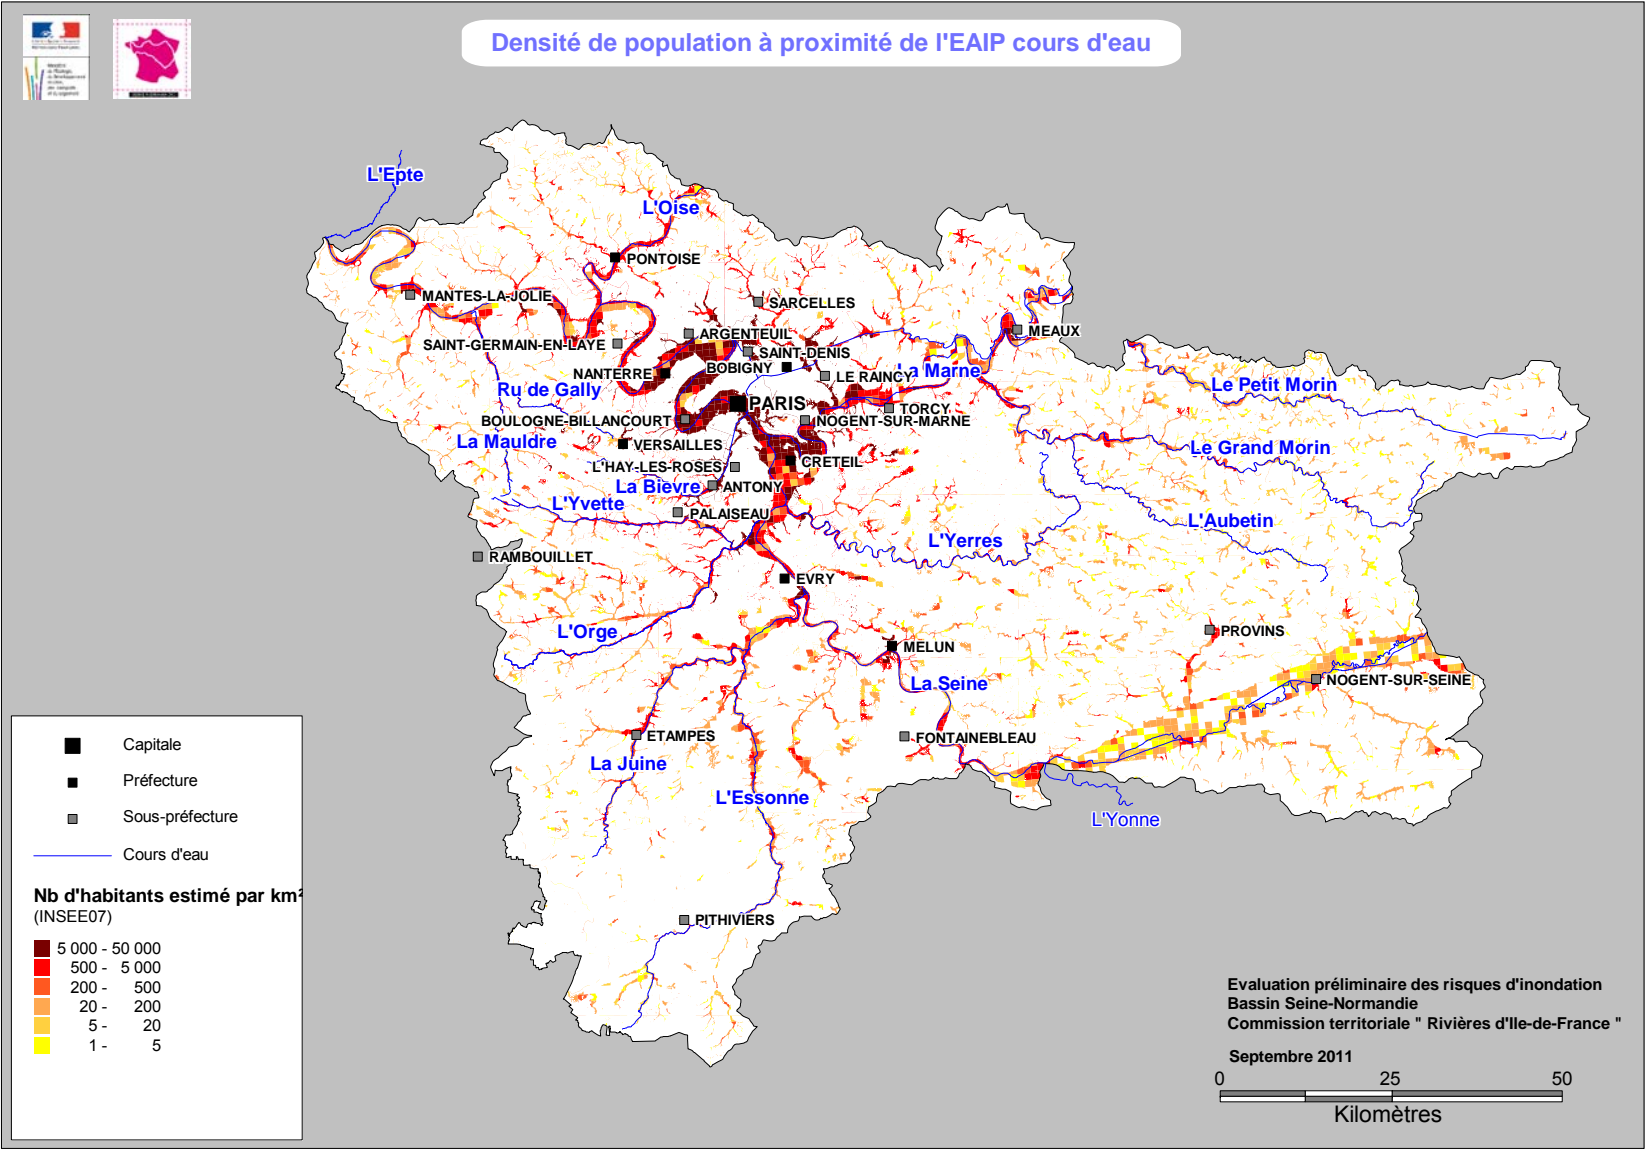 Densité de population à proximité de l'EAIP cours d'eau
L'Epte
L'Oise
PONTOISE
MANTES-LA-JOLIE
SARCELLES
ARGENTEUIL
MEAUX
SAINT-GERMAIN-EN-LAYE
SAINT-DENIS
BOBIGNY
NANTERRE
LE RAINCY
La Marne
Le Petit Morin
Ru de Gally
PARIS
TORCY
BOULOGNE-BILLANCOURT
NOGENT-SUR-MARNE
La Mauldre
VERSAILLES
Le Grand Morin
L'HAY-LES-ROSES
CRETEIL
La Bievre
ANTONY
L'Yvette
PALAISEAU
L'Aubetin
L'Yerres
RAMBOUILLET
EVRY
L'Orge
PROVINS
MELUN
La Seine
NOGENT-SUR-SEINE
ETAMPES
FONTAINEBLEAU
La Juine
L'Essonne
L'Yonne
PITHIVIERS
Capitale
Préfecture
Sous-préfecture
Cours d'eau
Nb d'habitants estimé par km²
(INSEE07)
5 000 - 50 000
500 - 5 000
200 - 500
20 - 200
5 - 20
1 - 5
Evaluation préliminaire des risques d'inondation
Bassin Seine-Normandie
Commission territoriale " Rivières d'Ile-de-France "
Septembre 2011
0 25 50
Kilomètres